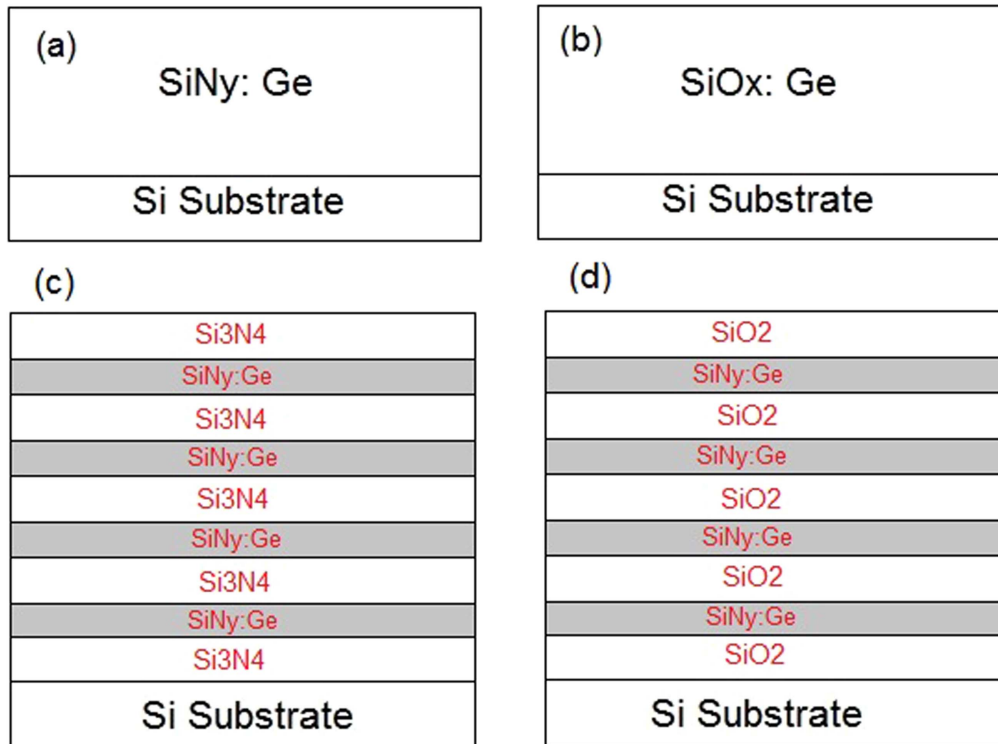 (a)
SiNy: Ge
Si Substrate
(b)
SiOx: Ge
Si Substrate
(c)
Si3N4
SiNy:Ge
Si3N4
SiNy:Ge
Si3N4
SiNy:Ge
Si3N4
SiNy:Ge
Si3N4
Si Substrate
(d)
SiO2
SiNy:Ge
SiO2
SiNy:Ge
SiO2
SiNy:Ge
SiO2
SiNy:Ge
SiO2
Si Substrate